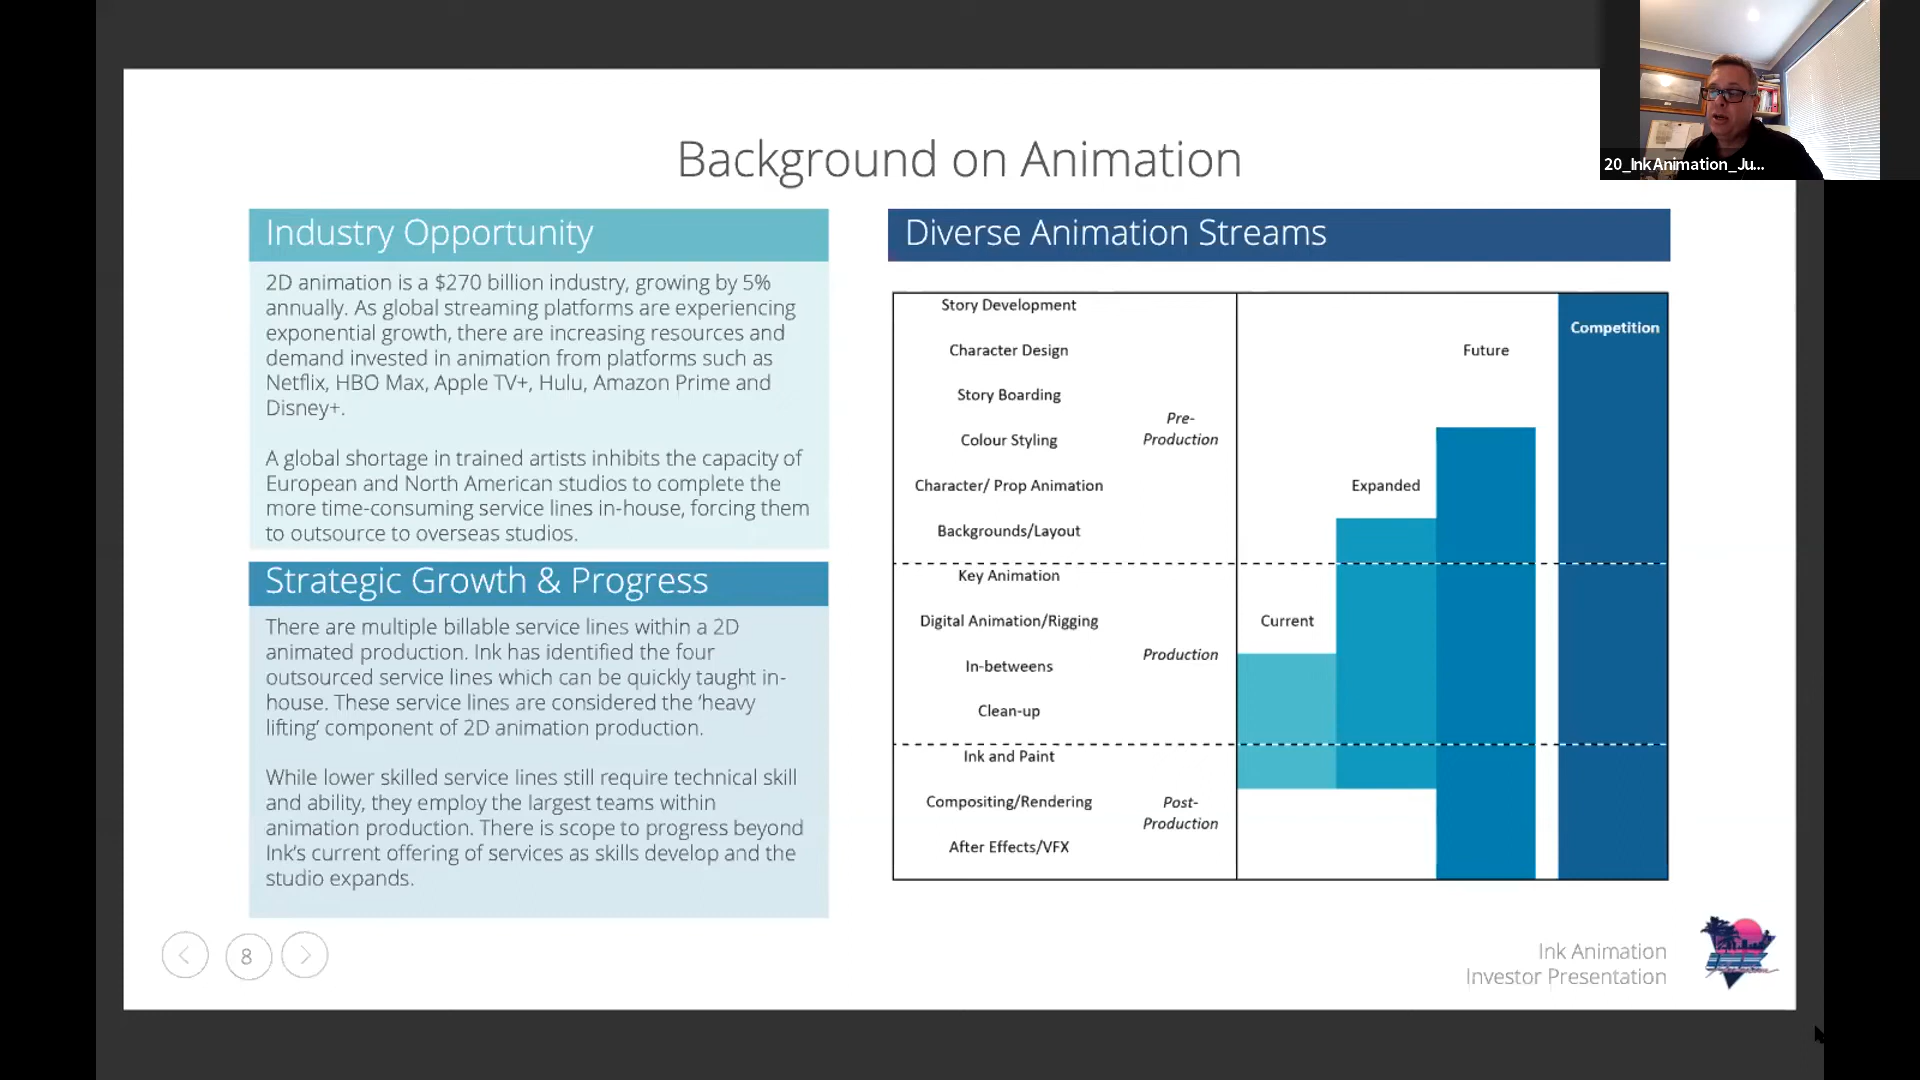 Background on Animation
20_InkAnimation_Ju...
Industry Opportunity
2D animation is a $270 billion industry, growing by 5%
annually. As global streaming platforms are experiencing
exponential growth, there are increasing resources and
demand invested in animation from platforms such as
Netflix, HBO Max, Apple TV+, Hulu, Amazon Prime and
Disney+.
A global shortage in trained artists inhibits the capacity of
European and North American studios to complete the
more time-consuming service lines in-house, forcing them
to outsource to overseas studios.
Strategic Growth & Progress
There are multiple billable service lines within a 2D
animated production. Ink has identified the four
outsourced service lines which can be quickly taught in-
house. These service lines are considered the ‘heavy
lifting’ component of 2D animation production.
While lower skilled service lines still require technical skill
and ability, they employ the largest teams within
animation production. There is scope to progress beyond
Ink’s current offering of services as skills develop and the
studio expands.
Diverse Animation Streams
Story Development
Character Design
Story Boarding
Colour Styling
Character/ Prop Animation
Backgrounds/Layout
Pre-
Production
Key Animation
Digital Animation/Rigging
In-betweens
Clean-up
Production
Ink and Paint
Compositing/Rendering
After Effects/VFX
Post-
Production
Current
Expanded
Future
Competition
8
Ink Animation
Investor Presentation